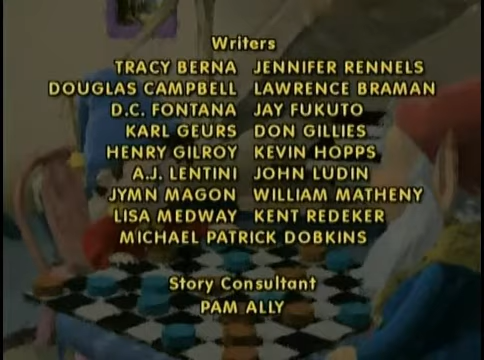 Writers
TRACY BERNA JENNIFER RENNELS
DOUGLAS CAMPBELL LAWRENCE BRAMAN
D.C. FONTANA JAY FUKUTO
KARL GEURS DON GILLIES
HENRY GILROY KEVIN HOPPS
A.J. LENTINI JOHN LUDIN
JYMN MAGON WILLIAM MATHENY
LISA MEDWAY KENT REDEKER
MICHAEL PATRICK DOBKINS
Story Consultant
PAM ALLY